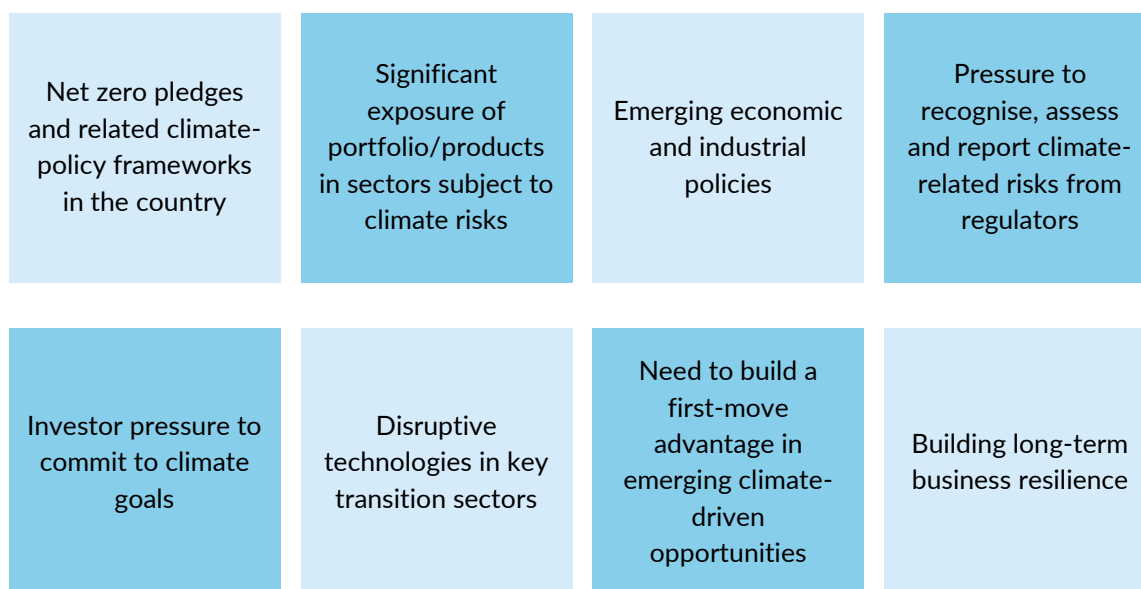 Net zero pledges
and related climate-
policy frameworks
in the country
Significant
exposure of
portfolio/products
in sectors subject to
climate risks
Emerging economic
and industrial
policies
Pressure to
recognise, assess
and report climate-
related risks from
regulators
Investor pressure to
commit to climate
goals
Disruptive
technologies in key
transition sectors
Need to build a
first-move
advantage in
emerging climate-
driven
opportunities
Building long-term
business resilience